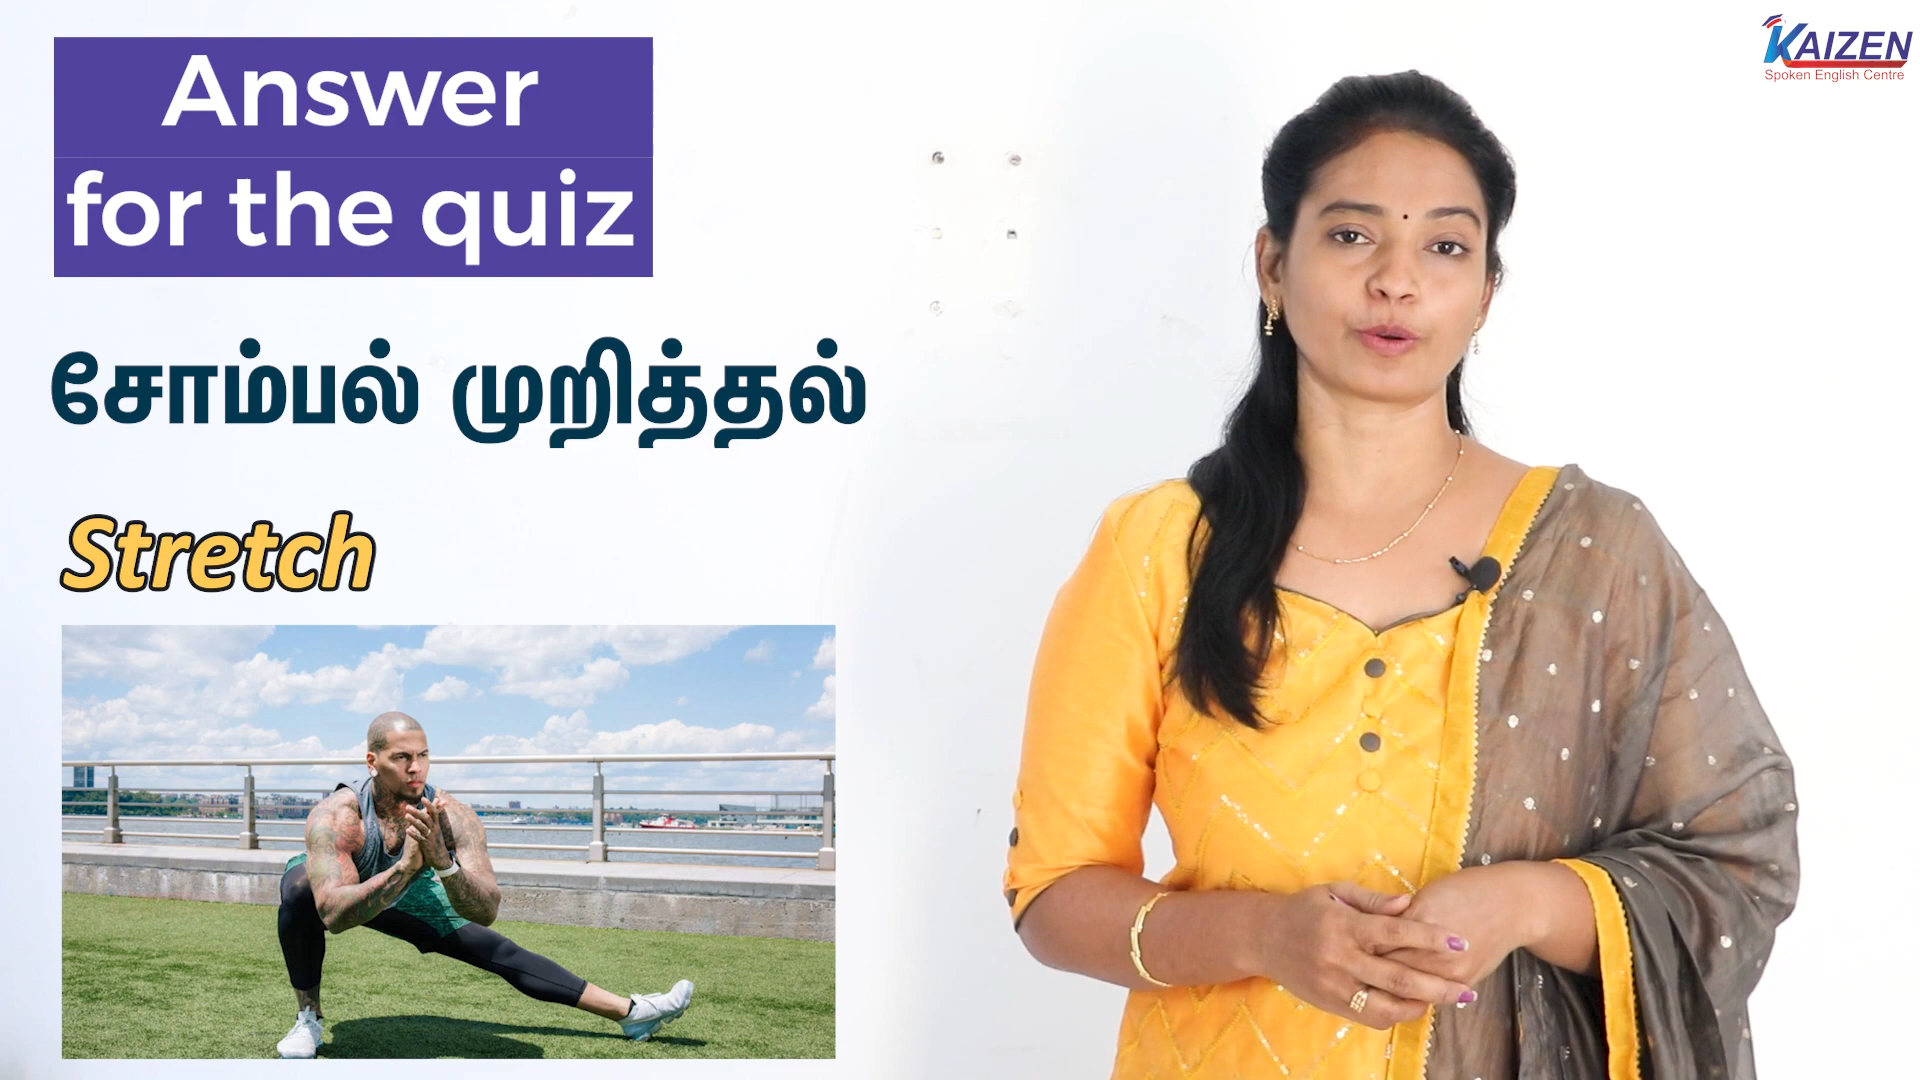 Answer
for the quiz
KAIZEN
Spoken English Centre
சோம்பல் முறித்தல்
Stretch